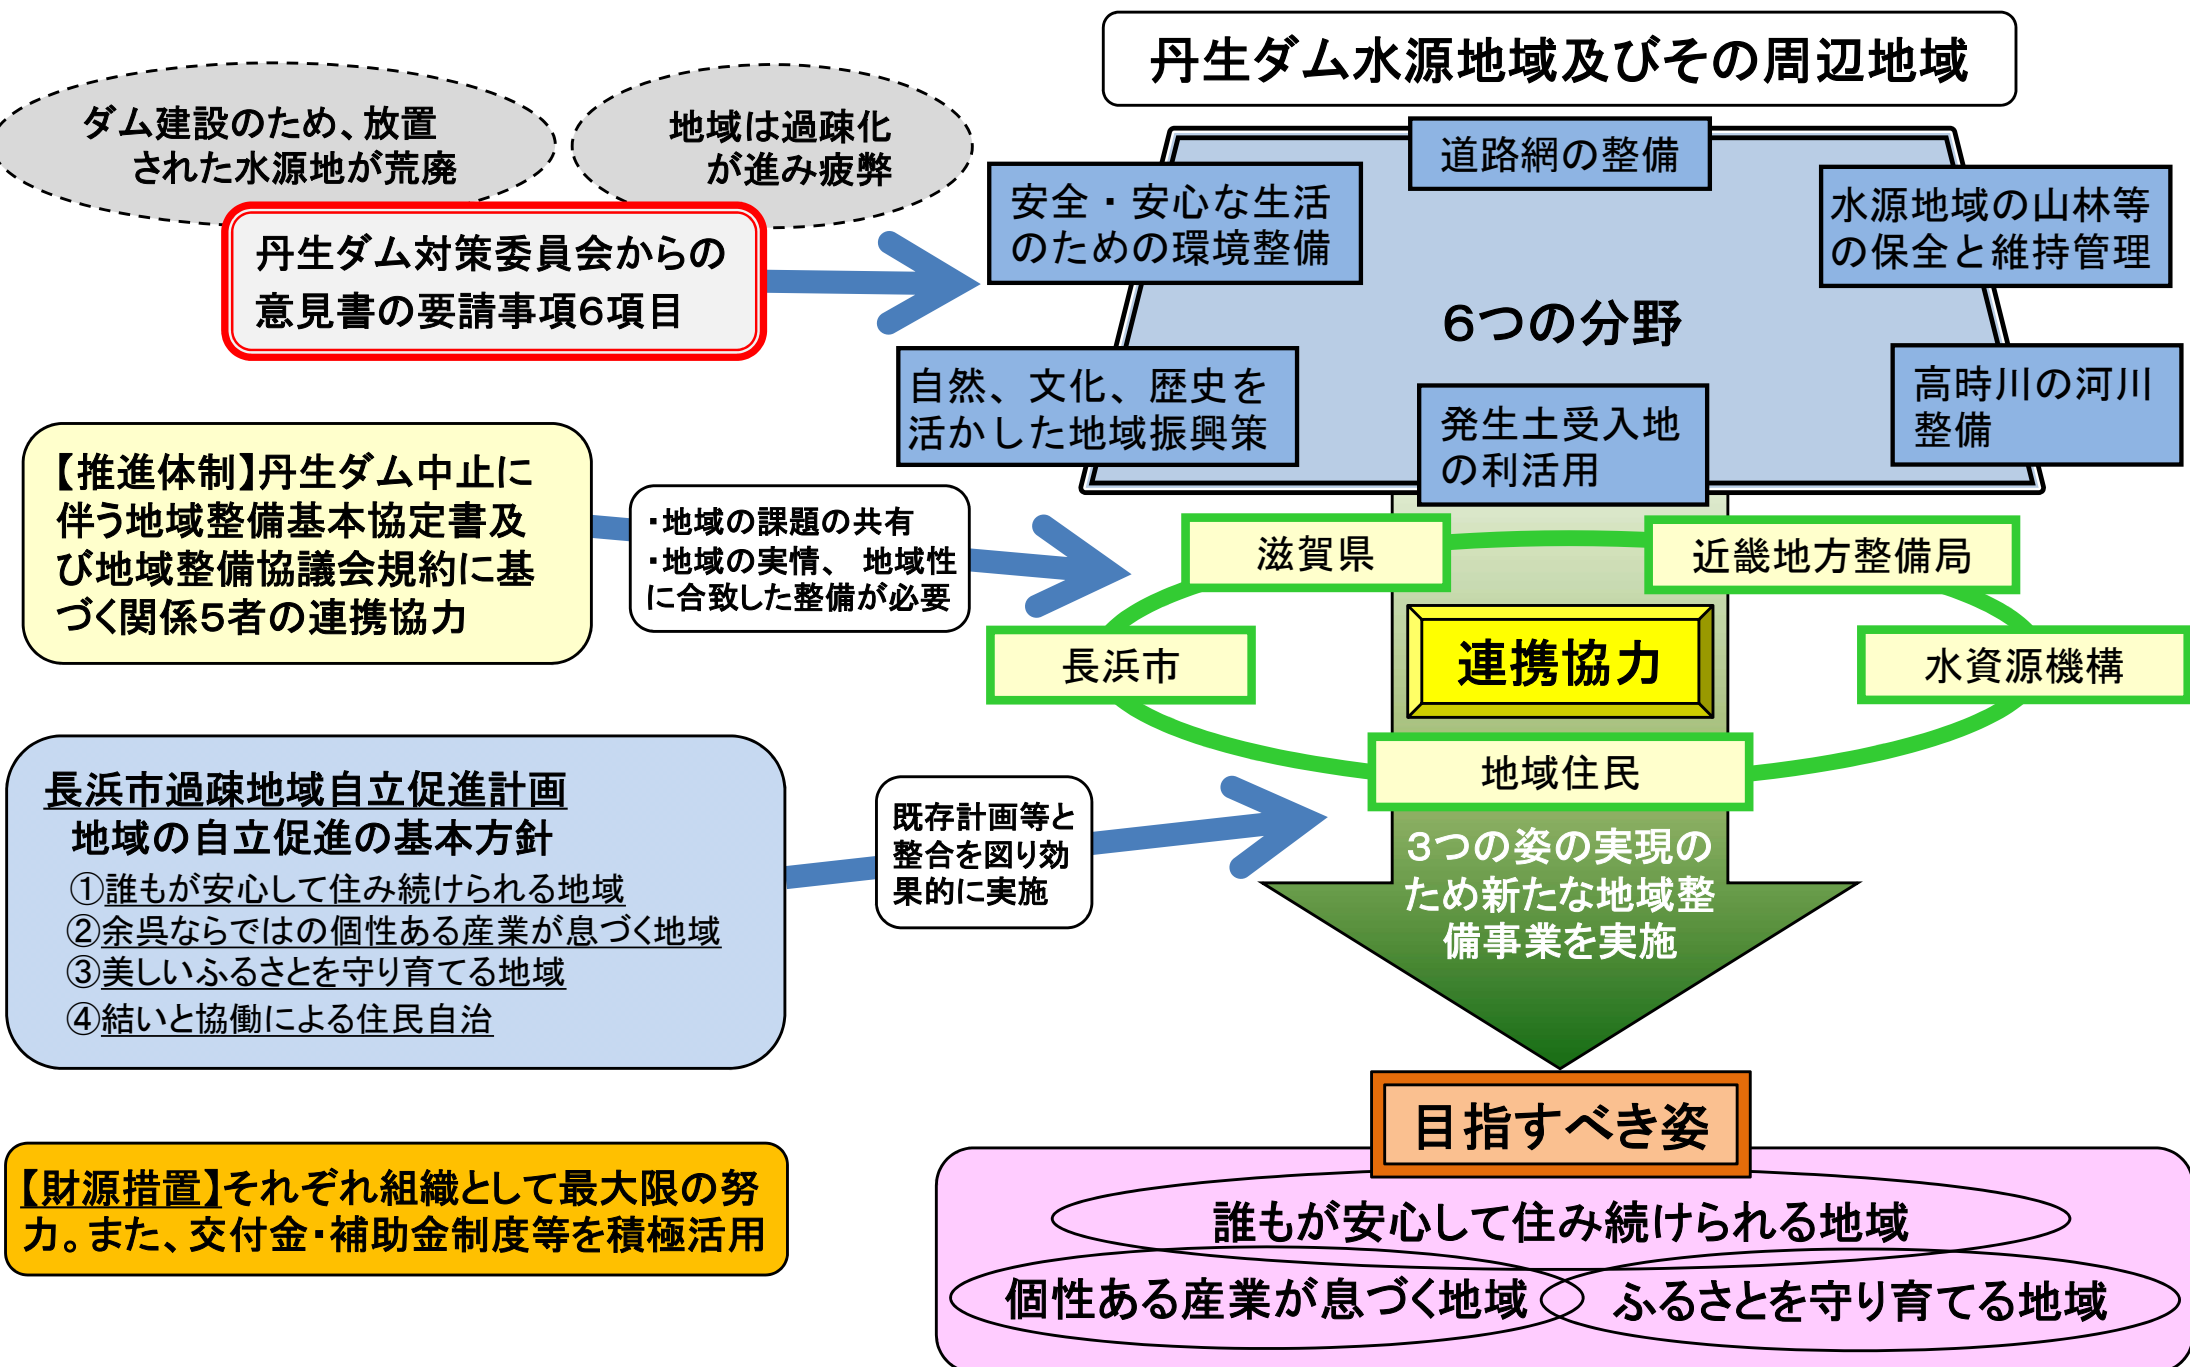 丹生ダム水源地域及びその周辺地域
ダム建設のため、放置
された水源地が荒廃
地域は過疎化
が進み疲弊
丹生ダム対策委員会からの
意見書の要請事項6項目
道路網の整備
安全・安心な生活
のための環境整備
水源地域の山林等
の保全と維持管理
6つの分野
自然、文化、歴史を
活かした地域振興策
発生土受入地
の利活用
高時川の河川
整備
【推進体制】丹生ダム中止に
伴う地域整備基本協定書及
び地域整備協議会規約に基
づく関係5者の連携協力
・地域の課題の共有
・地域の実情、 地域性
に合致した整備が必要
滋賀県
近畿地方整備局
長浜市
連携協力
水資源機構
地域住民
長浜市過疎地域自立促進計画
地域の自立促進の基本方針
①誰もが安心して住み続けられる地域
②余呉ならではの個性ある産業が息づく地域
③美しいふるさとを守り育てる地域
④結いと協働による住民自治
既存計画等と
整合を図り効
果的に実施
3つの姿の実現の
ため新たな地域整
備事業を実施
【財源措置】それぞれ組織として最大限の努
力。また、交付金・補助金制度等を積極活用
目指すべき姿
誰もが安心して住み続けられる地域
個性ある産業が息づく地域
ふるさとを守り育てる地域